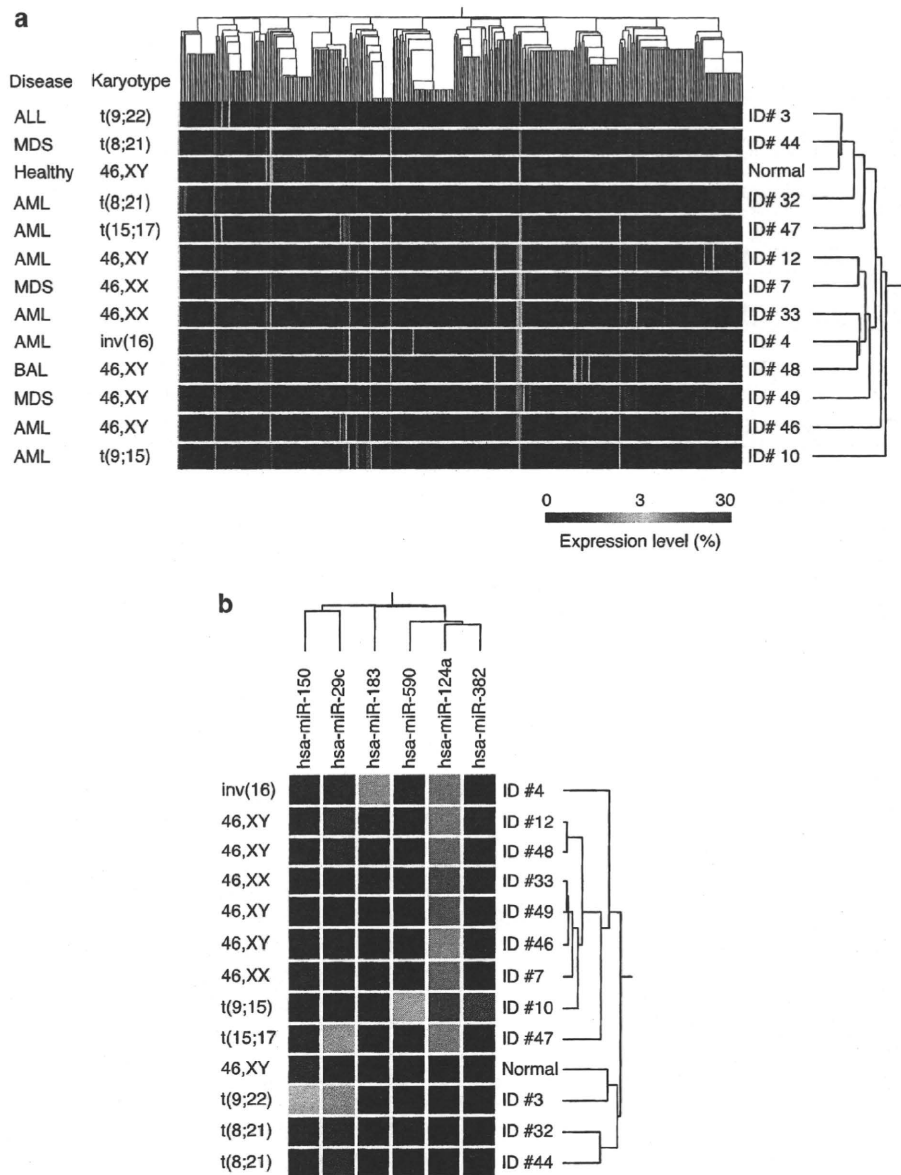 a
Disease Karyotype
ALL t(9;22) ID# 3
MDS t(8;21) ID# 44
Healthy 46,XY Normal
AML t(8;21) ID# 32
AML t(15;17) ID# 47
AML 46,XY ID# 12
MDS 46,XX ID# 7
AML 46,XX ID# 33
AML inv(16) ID# 4
BAL 46,XY ID# 48
MDS 46,XY ID# 49
AML 46,XY ID# 46
AML t(9;15) ID# 10
0 3 30
Expression level (%)
b
hsa-miR-150 hsa-miR-29c hsa-miR-183 hsa-miR-590 hsa-miR-124a hsa-miR-382
inv(16) ID #4
46,XY ID #12
46,XY ID #48
46,XX ID #33
46,XY ID #49
46,XY ID #46
46,XX ID #7
t(9;15) ID #10
t(15;17 ID #47
46,XY Normal
t(9;22) ID #3
t(8;21) ID #32
t(8;21) ID #44